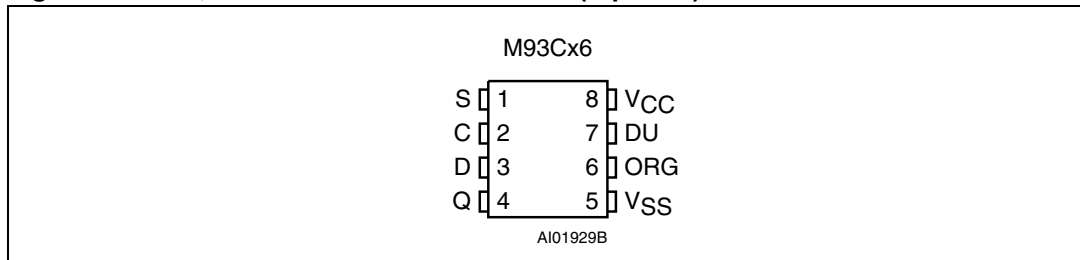 M93Cx6
S 1 8 VCC
C 2 7 DU
D 3 6 ORG
Q 4 5 VSS
AI01929B